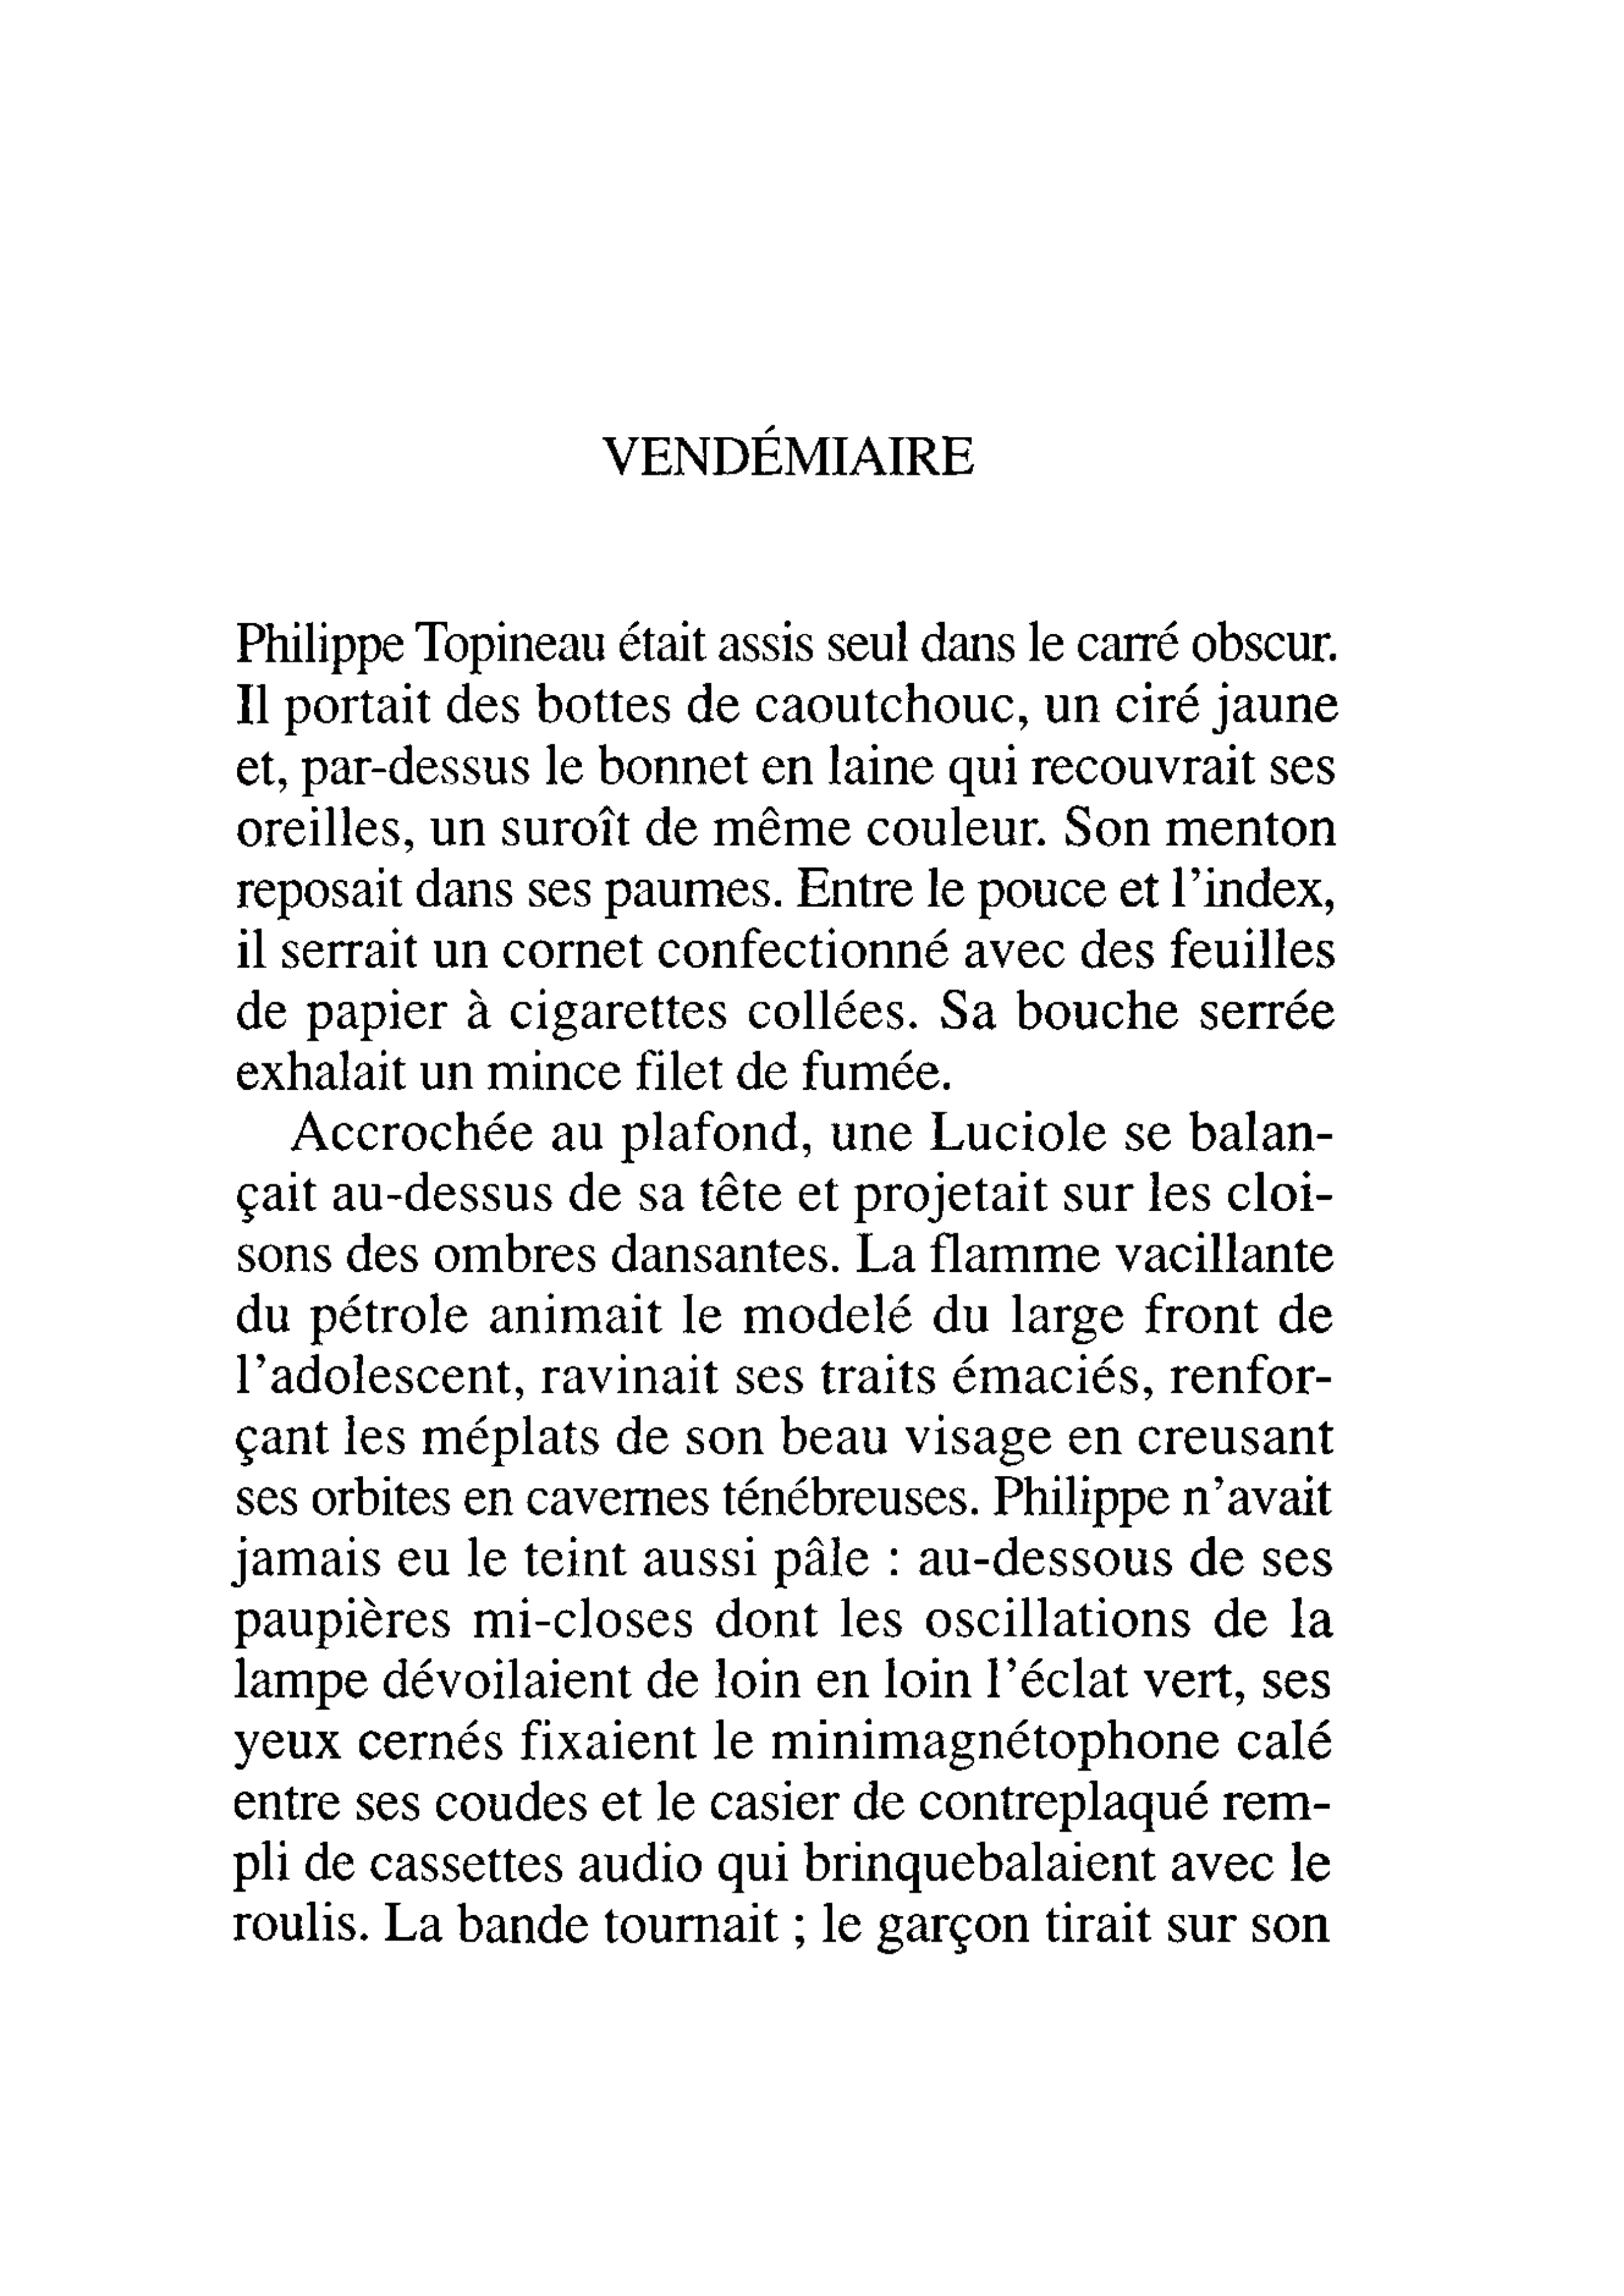 VENDÉMIAIRE
Philippe Topineau était assis seul dans le carré obscur.
Il portait des bottes de caoutchouc, un ciré jaune
et, par-dessus le bonnet en laine qui recouvrait ses
oreilles, un suroît de même couleur. Son menton
reposait dans ses paumes. Entre le pouce et l'index,
il serrait un cornet confectionné avec des feuilles
de papier à cigarettes collées. Sa bouche serrée
exhalait un mince filet de fumée.
Accrochée au plafond, une Luciole se balan-
çait au-dessus de sa tête et projetait sur les cloi-
sons des ombres dansantes. La flamme vacillante
du pétrole animait le modelé du large front de
l'adolescent, ravinait ses traits émaciés, renfor-
çant les méplats de son beau visage en creusant
ses orbites en cavernes ténébreuses. Philippe n'avait
jamais eu le teint aussi pâle : au-dessous de ses
paupières mi-closes dont les oscillations de la
lampe dévoilaient de loin en loin l'éclat vert, ses
yeux cernés fixaient le minimagnétophone calé
entre ses coudes et le casier de contreplaqué rem-
pli de cassettes audio qui brinquebalaient avec le
roulis. La bande tournait ; le garçon tirait sur son